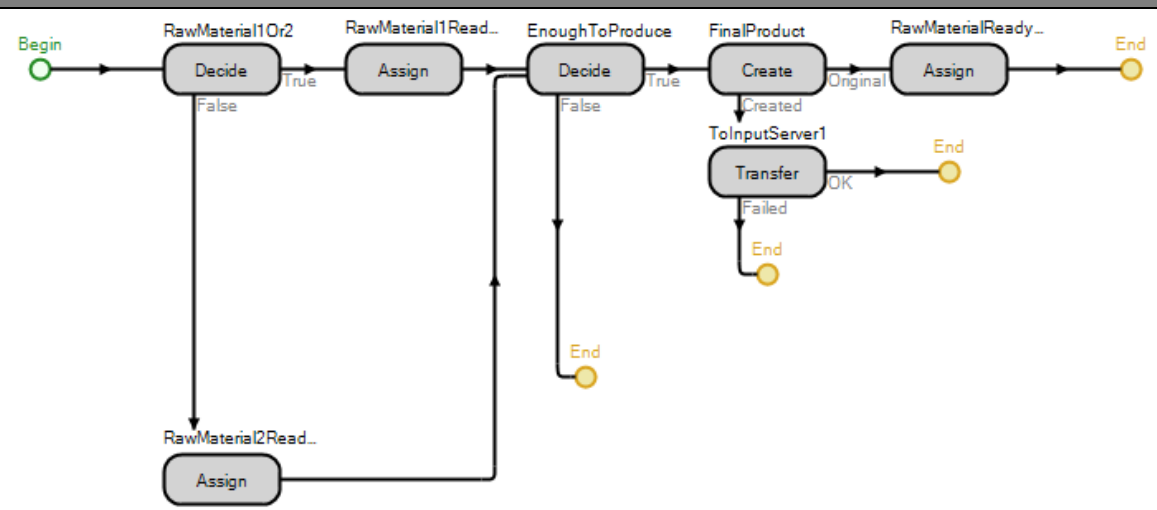 Begin
RawMaterial1Or2
Decide
True
False
RawMaterial1Read...
Assign
EnoughToProduce
Decide
True
False
FinalProduct
Create
Original
Created
RawMaterialReady...
Assign
End
ToInputServer1
Transfer
OK
Failed
End
End
End
RawMaterial2Read...
Assign